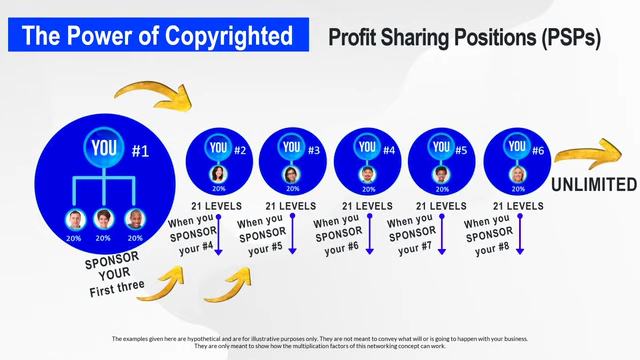 The Power of Copyrighted Profit Sharing Positions (PSPs)
YOU #1
20% 20% 20%
SPONSOR
YOUR
First three
YOU #2
20%
21 LEVELS
When you
SPONSOR
your #4
YOU #3
20%
21 LEVELS
When you
SPONSOR
your #5
YOU #4
20%
21 LEVELS
When you
SPONSOR
your #6
YOU #5
20%
21 LEVELS
When you
SPONSOR
your #7
YOU #6
20%
21 LEVELS
When you
SPONSOR
your #8
UNLIMITED
The examples given here are hypothetical and are for illustrative purposes only. They are not meant to convey what will or is going to happen with your business.
They are only meant to show how the multiplication factors of this networking concept can work.